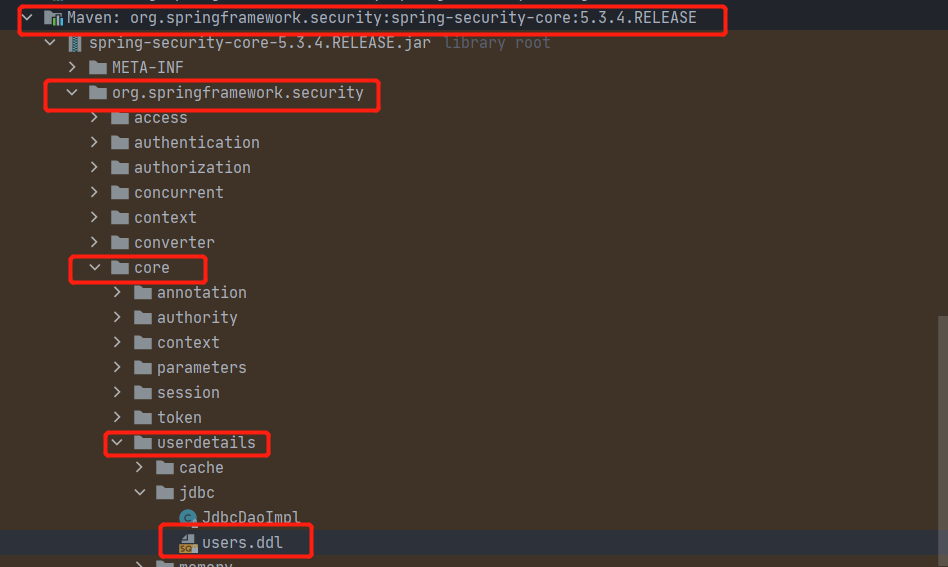 Maven: org.springframework.security:spring-security-core:5.3.4.RELEASE
spring-security-core-5.3.4.RELEASE.jar library root
META-INF
org.springframework.security
access
authentication
authorization
concurrent
context
converter
core
annotation
authority
context
parameters
session
token
userdetails
cache
jdbc
JdbcDaoImpl
users.ddl
memory